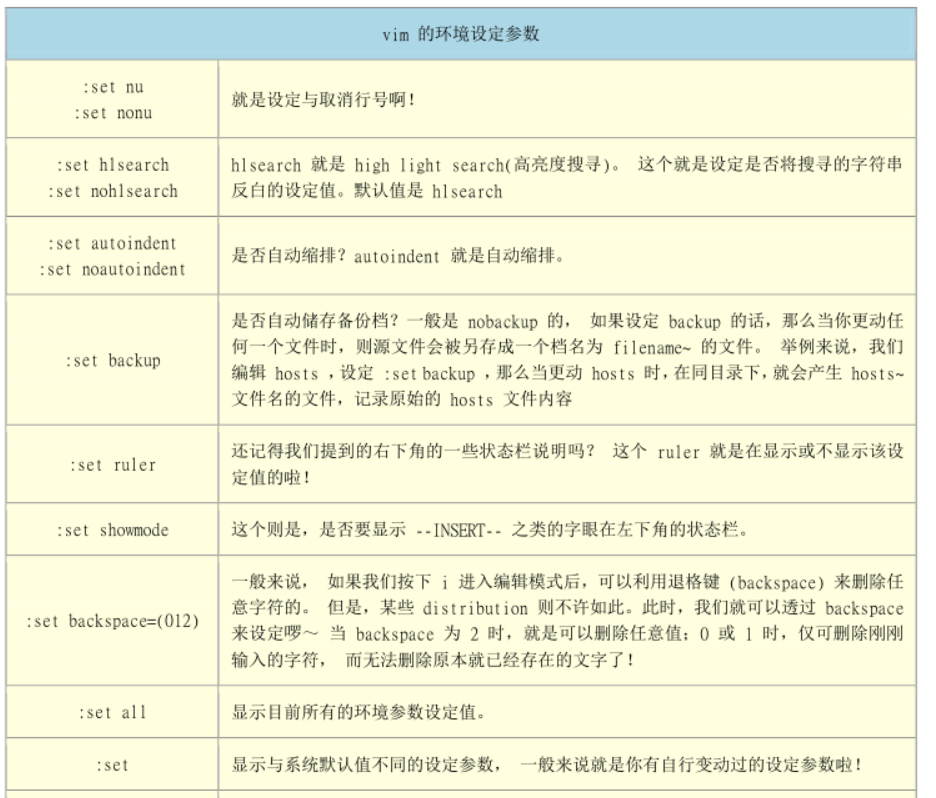 vim 的环境设定参数
:set nu
:set nonu
就是设定与取消行号啊!
:set hlsearch
:set nohlsearch
hlsearch 就是 high light search(高亮度搜寻)。 这个就是设定是否将搜寻的字符串
反白的设定值。默认值是 hlsearch
:set autoindent
:set noautoindent
是否自动缩排? autoindent 就是自动缩排。
:set backup
是否自动储存备份档? 一般是 nobackup 的, 如果设定 backup 的话, 那么当你更动任
何一个文件时, 则源文件会被另存成一个档名为 filename~ 的文件。 举例来说, 我们
编辑 hosts , 设定 :set backup , 那么当更动 hosts 时, 在同目录下, 就会产生 hosts~
文件名的文件, 记录原始的 hosts 文件内容
:set ruler
还记得我们提到的右下角的一些状态栏说明吗? 这个 ruler 就是在显示或不显示该设
定值的啦!
:set showmode
这个则是, 是否要显示 --INSERT-- 之类的字眼在左下角的状态栏。
:set backspace=(012)
一般来说, 如果我们按下 i 进入编辑模式后, 可以利用退格键 (backspace) 来删除任
意字符的。 但是, 某些 distribution 则不许如此。此时, 我们就可以透过 backspace
来设定啰~ 当 backspace 为 2 时, 就是可以删除任意值; 0 或 1 时, 仅可删除刚刚
输入的字符, 而无法删除原本就已经存在的文字了!
:set all
显示目前所有的环境参数设定值。
:set
显示与系统默认值不同的设定参数, 一般来说就是你有自行变动过的设定参数啦!